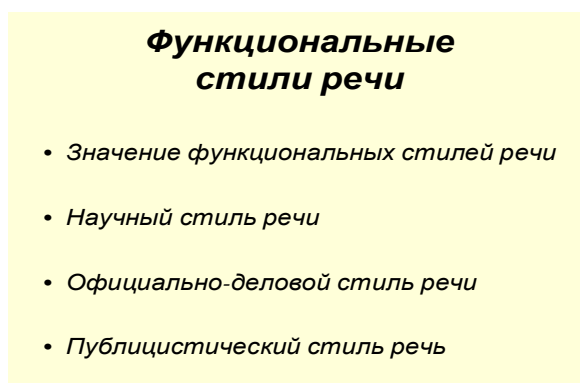 Функциональные
стили речи
• Значение функциональных стилей речи
• Научный стиль речи
• Официально-деловой стиль речи
• Публицистический стиль речь